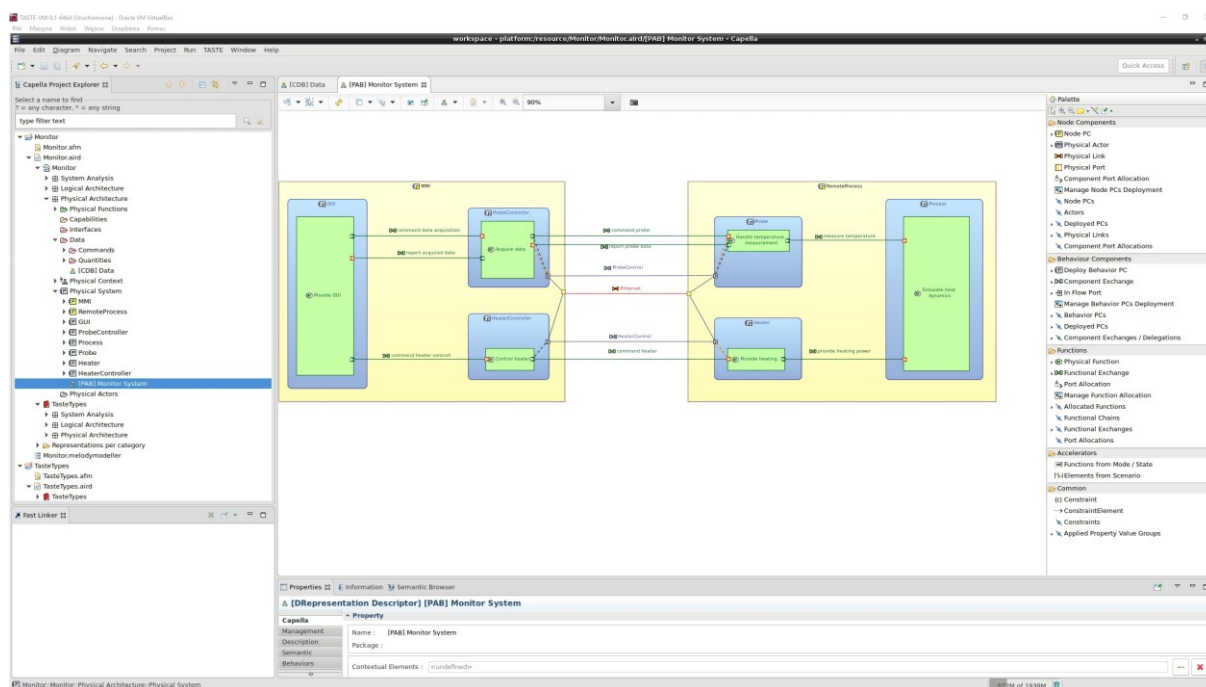 TASTE-VM-9.1-64bit [Uruchomiona] - Oracle VM VirtualBox
Plik Maszyna Widok Wejście Urządzenia Pomoc
workspace - platform:/resource/Monitor/Monitor.aird/[PAB] Monitor System - Capella
File Edit Diagram Navigate Search Project Run TASTE Window Help
Quick Access
Capella Project Explorer
[CDB] Data
[PAB] Monitor System
Select a name to find
? = any character, * = any string
type filter text
90%
Monitor
Monitor.afm
Monitor.aird
Monitor
System Analysis
Logical Architecture
Physical Architecture
Physical Functions
Capabilities
Interfaces
Data
Commands
Quantities
[CDB] Data
Physical Context
Physical System
MMI
RemoteProcess
GUI
ProbeController
Process
Probe
Heater
HeaterController
[PAB] Monitor System
Physical Actors
TasteTypes
System Analysis
Logical Architecture
Physical Architecture
Representations per category
Monitor.melodymodeller
TasteTypes
TasteTypes.afm
TasteTypes.aird
TasteTypes
Fast Linker
MMI
GUI
Provide GUI
ProbeController
Acquire data
HeaterController
Control heater
command data acquisition
report acquired data
command heater controll
command probe
report probe data
ProbeControl
Ethernet
HeaterControl
command heater
RemoteProcess
Probe
Handle temperature
measurement
Heater
Provide heating
measure temperature
provide heating power
Process
Simulate heat
dynamics
Palette
Node Components
Node PC
Physical Actor
Physical Link
Physical Port
Component Port Allocation
Manage Node PCs Deployment
Node PCs
Actors
Deployed PCs
Physical Links
Component Port Allocations
Behaviour Components
Deploy Behavior PC
Component Exchange
In Flow Port
Manage Behavior PCs Deployment
Behavior PCs
Deployed PCs
Component Exchanges / Delegations
Functions
Physical Function
Functional Exchange
Port Allocation
Manage Function Allocation
Allocated Functions
Functional Chains
Functional Exchanges
Port Allocations
Accelerators
Functions from Mode / State
Elements from Scenario
Common
Constraint
ConstraintElement
Constraints
Applied Property Value Groups
Properties
Information
Semantic Browser
[DRepresentation Descriptor] [PAB] Monitor System
Capella
Management
Description
Semantic
Behaviors
Property
Name : [PAB] Monitor System
Package :
Contextual Elements : <undefined>
Monitor::Monitor::Physical Architecture::Physical System
of 1939M